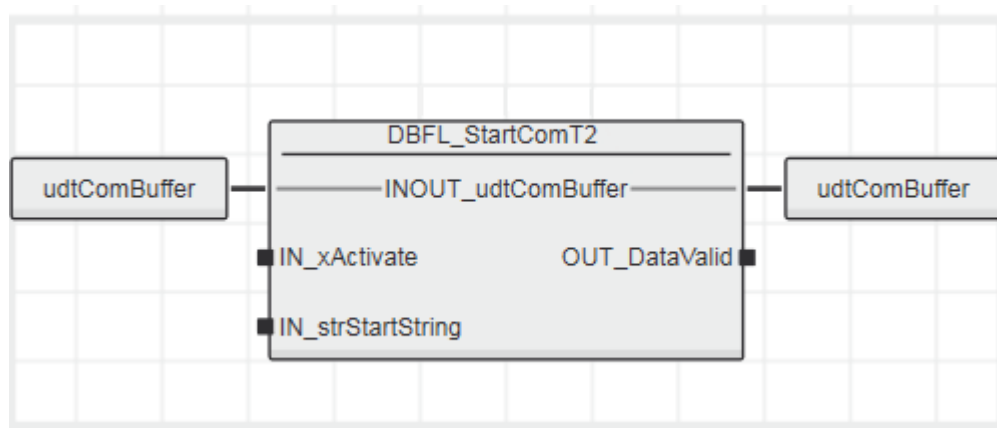 DBFL_StartComT2
udtComBuffer INOUT_udtComBuffer udtComBuffer
IN_xActivate OUT_DataValid
IN_strStartString